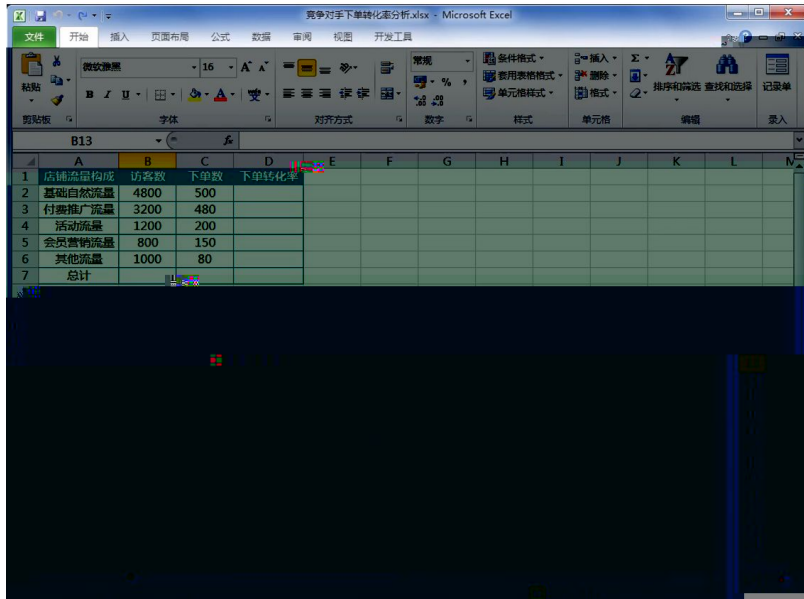 竞争对手下单转化率分析.xlsx - Microsoft Excel
文件 开始 插入 页面布局 公式 数据 审阅 视图 开发工具
粘贴 微软雅黑 16 A A 常规 条件格式 插入 Σ
B I U % , 套用表格格式 删除 排序和筛选 查找和选择 记录单
单元格样式 格式
剪贴板 字体 对齐方式 数字 样式 单元格 编辑 录入
B13 fx
A B C D E F G H I J K L M
1 店铺流量构成 访客数 下单数 下单转化率
2 基础自然流量 4800 500
3 付费推广流量 3200 480
4 活动流量 1200 200
5 会员营销流量 800 150
6 其他流量 1000 80
7 总计